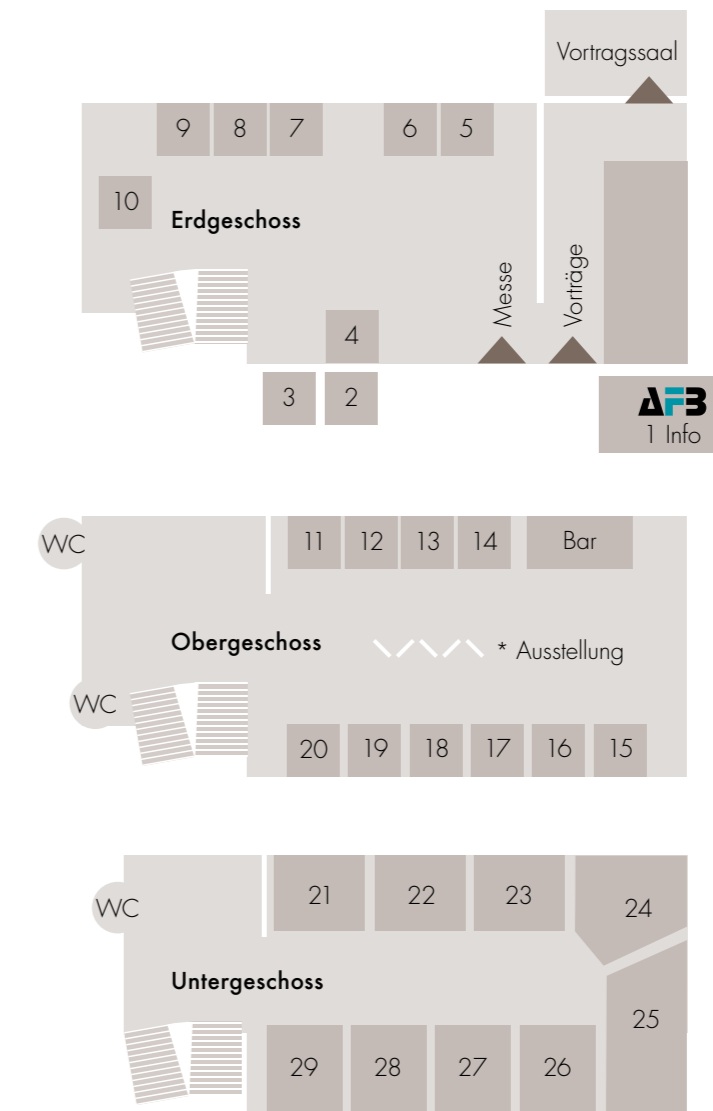 Vortragssaal
9 8 7 6 5
10
Erdgeschoss
Messe
Vorträge
4
3 2
AFB
1 Info
WC
11 12 13 14 Bar
Obergeschoss
* Ausstellung
WC
20 19 18 17 16 15
21 22 23 24
WC
Untergeschoss
25
29 28 27 26